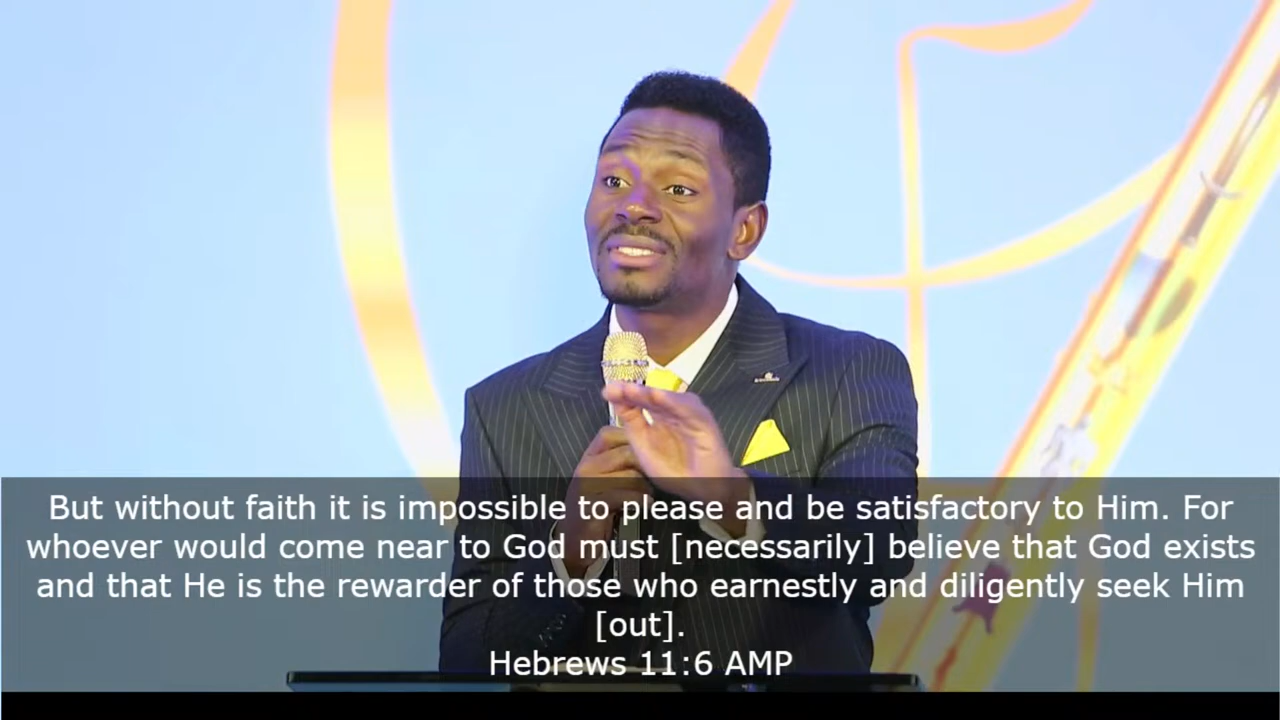 But without faith it is impossible to please and be satisfactory to Him. For
whoever would come near to God must [necessarily] believe that God exists
and that He is the rewarder of those who earnestly and diligently seek Him
[out].
Hebrews 11:6 AMP